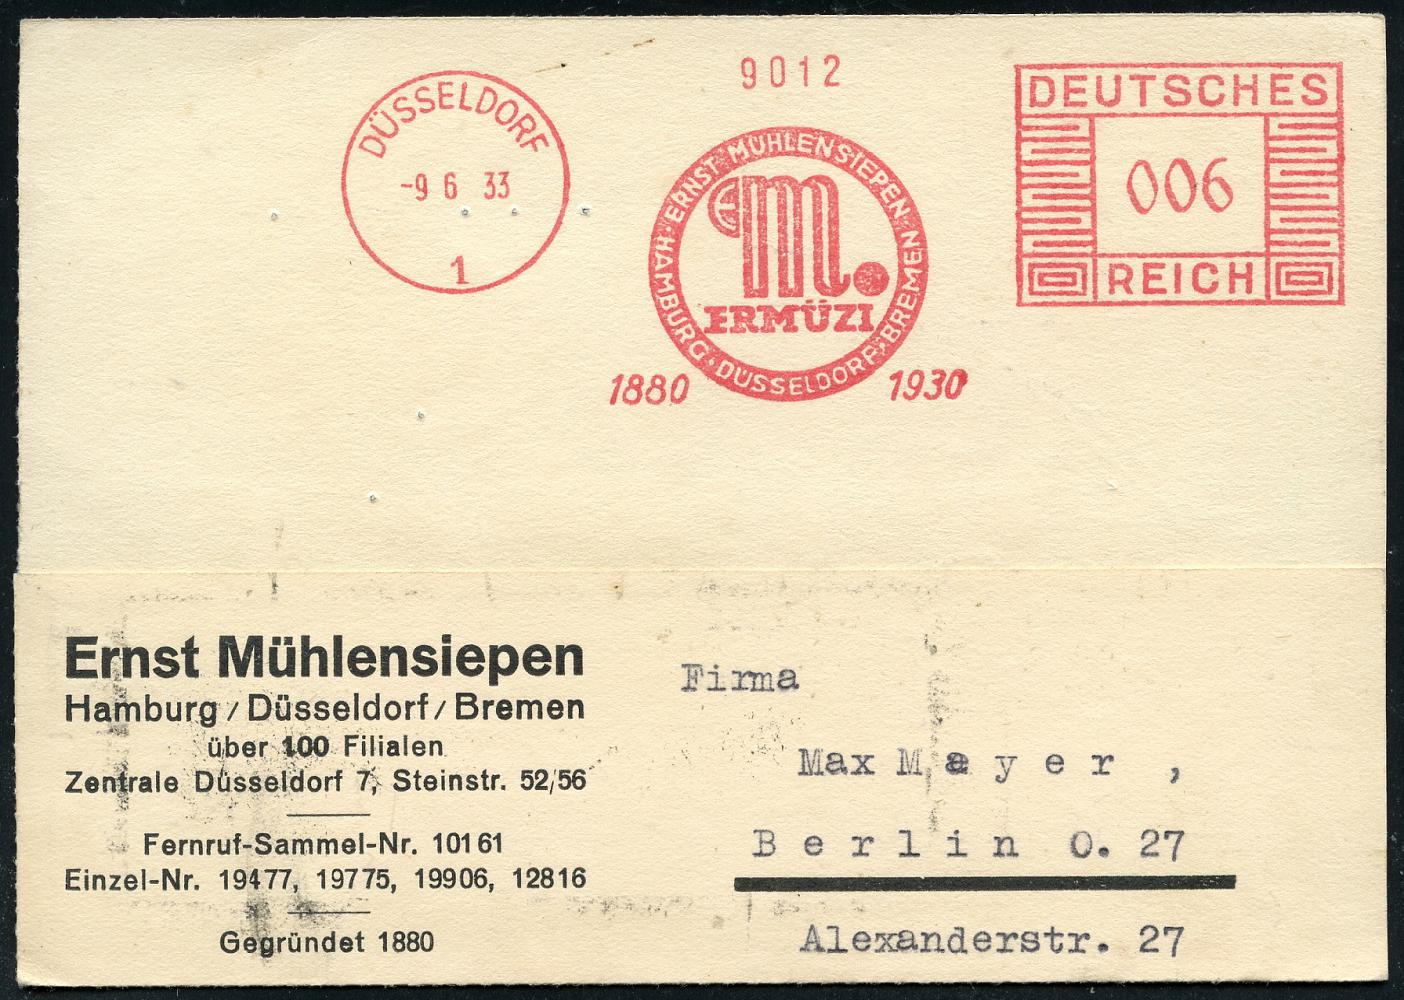 DÜSSELDORF
-9 6 33
1
9012
ERNST MÜHLENSIEPEN
HAMBURG · DÜSSELDORF · BREMEN
E m.
ERMÜZI
1880 1930
DEUTSCHES
006
REICH
Ernst Mühlensiepen
Hamburg / Düsseldorf / Bremen
über 100 Filialen
Zentrale Düsseldorf 7, Steinstr. 52/56
Fernruf-Sammel-Nr. 10161
Einzel-Nr. 19477, 19775, 19906, 12816
Gegründet 1880
Firma
Max M a y e r ,
B e r l i n O. 27
Alexanderstr. 27